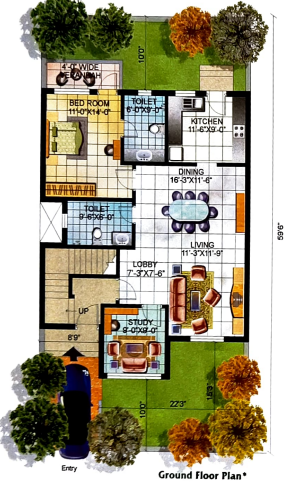 10'0"
4'-0" WIDE
VERANDAH
BED ROOM
11'-0"X14'-0"
TOILET
6'-0"X9'-0"
KITCHEN
11'-6"X9'-0"
DINING
16'-3"X11'-6"
TOILET
9'-6"X6'-0"
LIVING
11'-3"X11'-9"
LOBBY
7'-3"X7'-6"
UP
STUDY
9'-0"X9'-0"
59'6"
10'0"
22'3"
Entry
Ground Floor Plan*